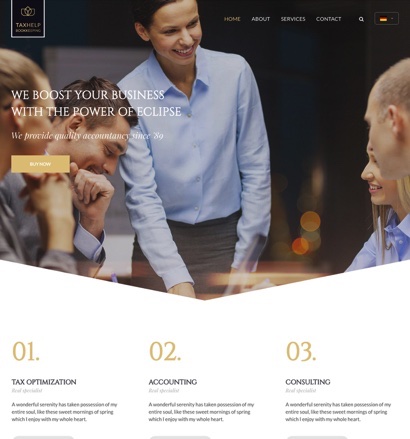 TAXHELP
BOOKKEEPING
HOME ABOUT SERVICES CONTACT
WE BOOST YOUR BUSINESS
WITH THE POWER OF ECLIPSE
We provide quality accountancy since '89
BUY NOW
01. 02. 03.
TAX OPTIMIZATION
Real specialist
A wonderful serenity has taken possession of my
entire soul, like these sweet mornings of spring
which I enjoy with my whole heart.
ACCOUNTING
Real specialist
A wonderful serenity has taken possession of my
entire soul, like these sweet mornings of spring
which I enjoy with my whole heart.
CONSULTING
Real specialist
A wonderful serenity has taken possession of my
entire soul, like these sweet mornings of spring
which I enjoy with my whole heart.